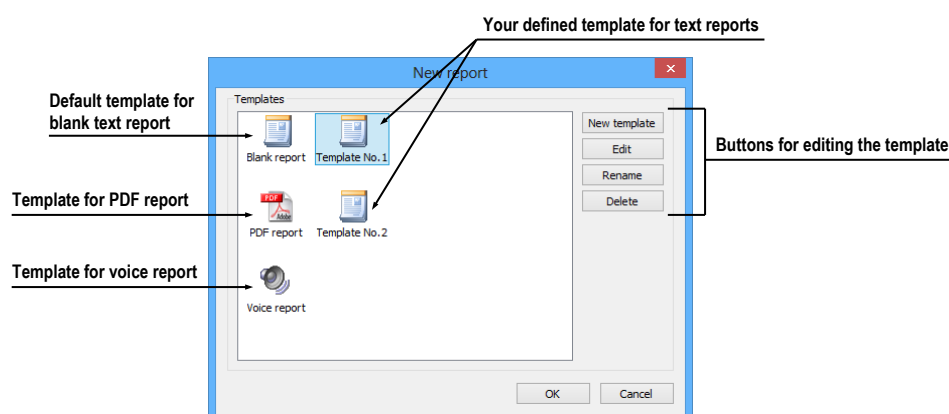 Your defined template for text reports
New report
Default template for
blank text report
Templates
New template
Blank report
Template No.1
Edit
Buttons for editing the template
Rename
Template for PDF report
PDF
Adobe
Delete
PDF report
Template No.2
Template for voice report
Voice report
OK
Cancel